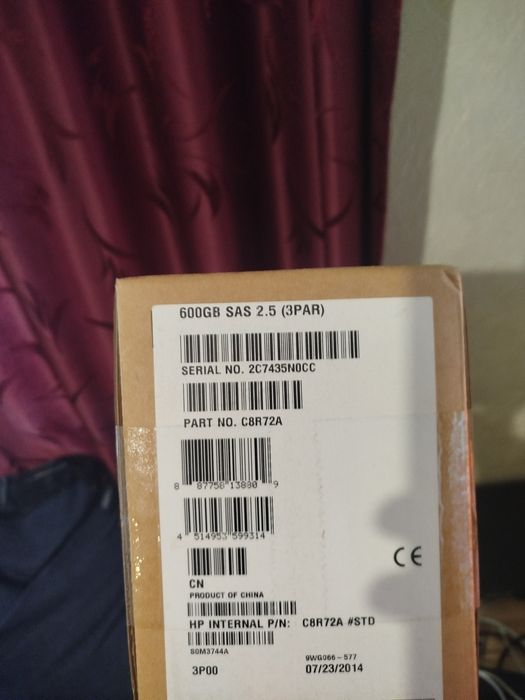 600GB SAS 2.5 (3PAR)
SERIAL NO. 2C7435N0CC
PART NO. C8R72A
8 87758 13880 9
4 514953 599314
CE
CN
PRODUCT OF CHINA
HP INTERNAL P/N: C8R72A #STD
S0M3744A
9WG066-577
3P00 07/23/2014